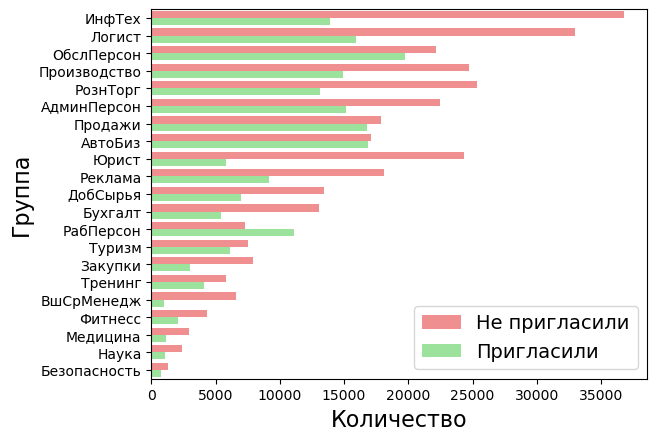 Группа
ИнфТех
Логист
ОбслПерсон
Производство
РознТорг
АдминПерсон
Продажи
АвтоБиз
Юрист
Реклама
ДобСырья
Бухгалт
РабПерсон
Туризм
Закупки
Тренинг
ВшСрМенедж
Фитнесс
Медицина
Наука
Безопасность
Не пригласили
Пригласили
0 5000 10000 15000 20000 25000 30000 35000
Количество